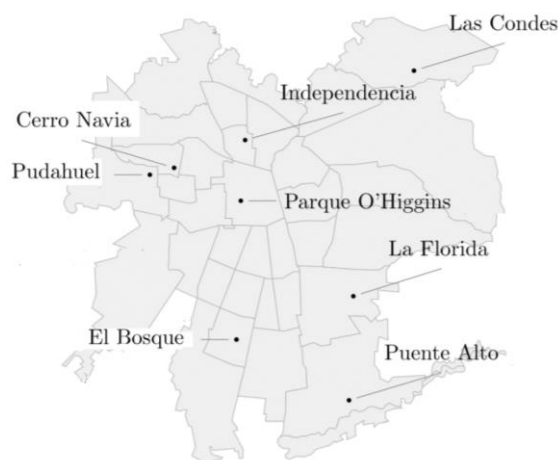 Las Condes
Independencia
Cerro Navia
Pudahuel
Parque O'Higgins
La Florida
El Bosque
Puente Alto